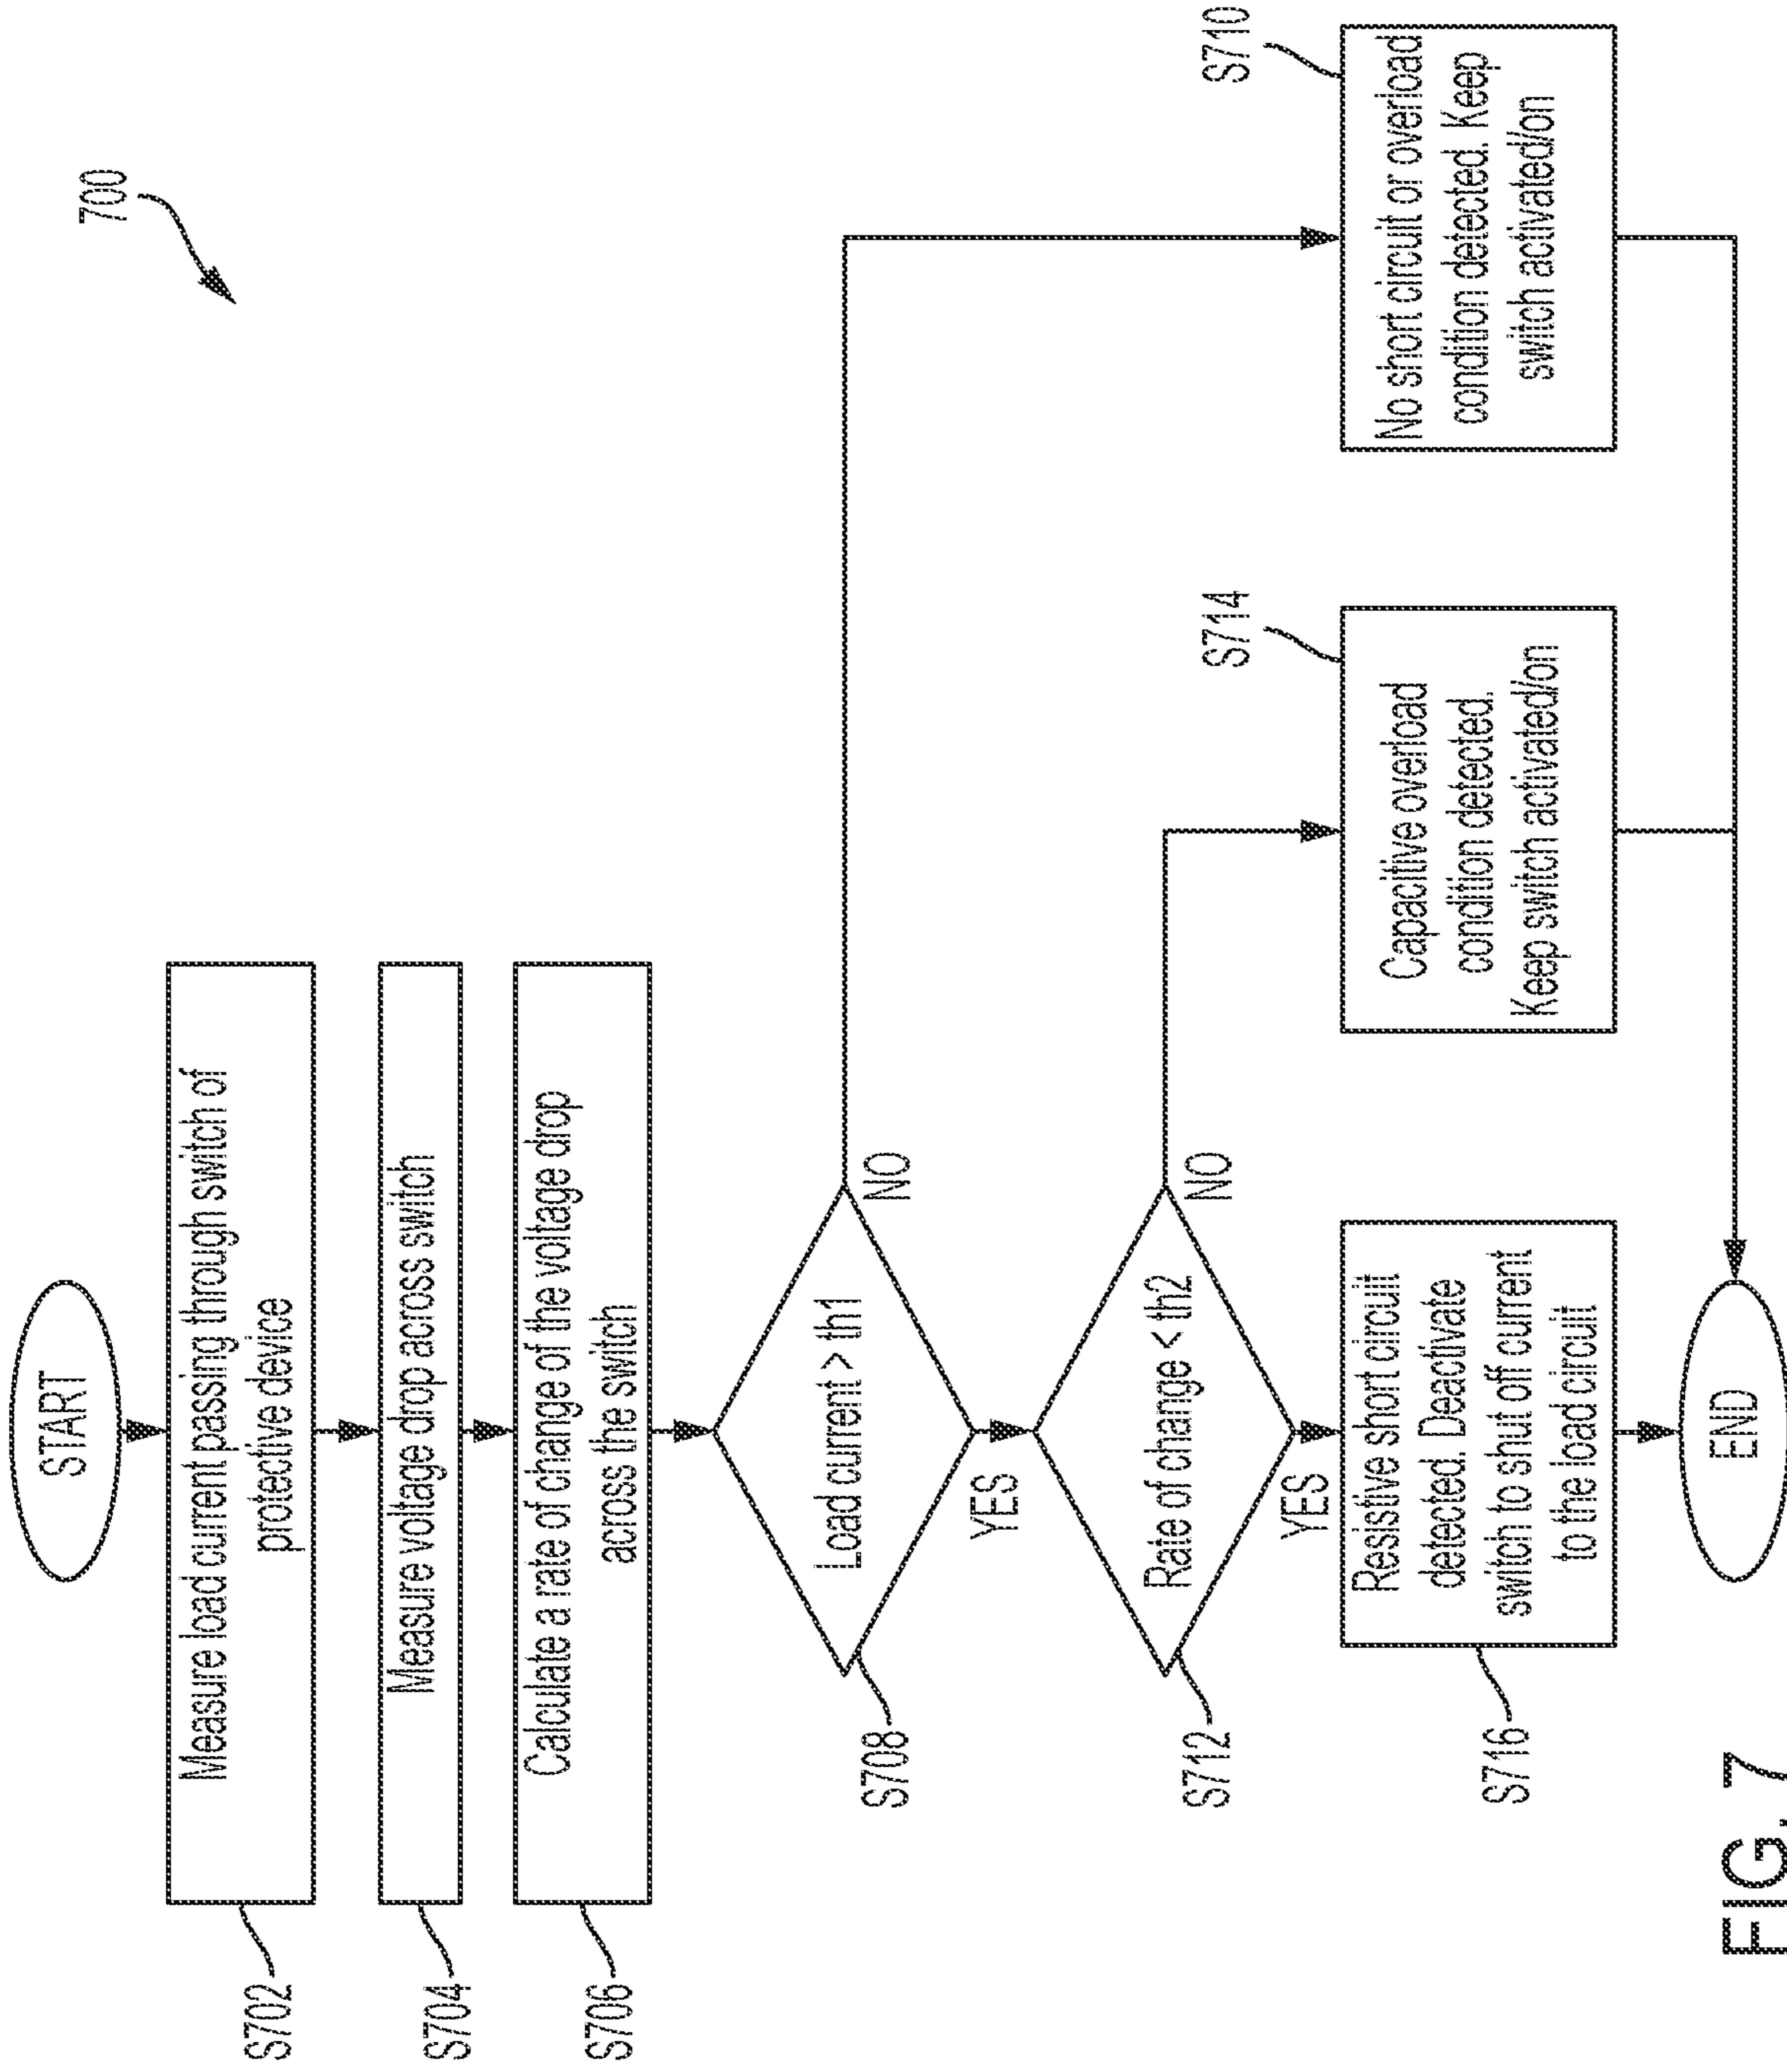 700
START
Measure load current passing through switch of
protective device
S702
Measure voltage drop across switch
S704
Calculate a rate of change of the voltage drop
across the switch
S706
Load current > th1
S708
NO
YES
Rate of change < th2
S712
NO
YES
Resistive short circuit
detected. Deactivate
switch to shut off current
to the load circuit
S716
Capacitive overload
condition detected.
Keep switch activated/on
S714
No short circuit or overload
condition detected. Keep
switch activated/on
S710
END
FIG. 7